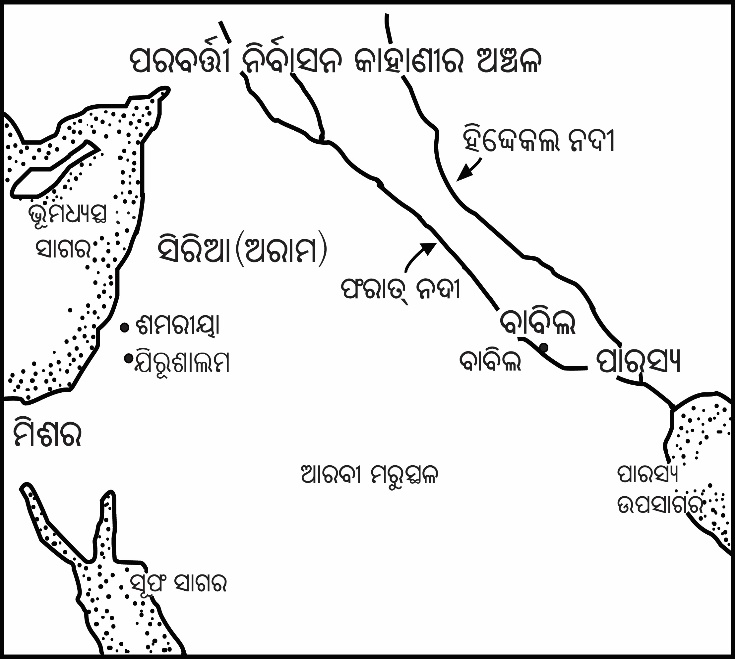 ପରବର୍ତ୍ତୀ ନିର୍ବାସନ କାହାଣୀର ଅଞ୍ଚଳ
ହିଦ୍ଦେକଲ ନଦୀ
ଭୂମଧ୍ୟସ୍ଥ
ସାଗର
ସିରିଆ (ଅରାମ)
ଫରାତ୍ ନଦୀ
ଶମରୀୟା
ଯିରୂଶାଲମ
ବାବିଲ
ବାବିଲ
ପାରସ୍ୟ
ମିଶର
ଆରବୀ ମରୁସ୍ଥଳ
ପାରସ୍ୟ
ଉପସାଗର
ସୂଫ ସାଗର